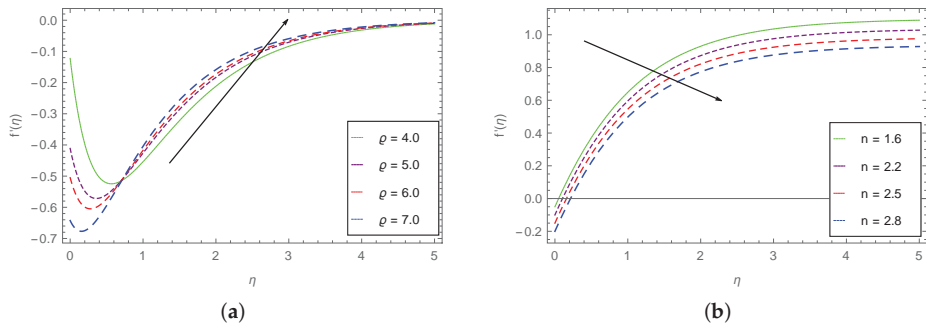 0.0
−0.1
−0.2
−0.3
−0.4
−0.5
−0.6
−0.7
f'(η)
0 1 2 3 4 5
η
ϱ = 4.0
ϱ = 5.0
ϱ = 6.0
ϱ = 7.0
(a)
1.0
0.8
0.6
0.4
0.2
0.0
−0.2
f'(η)
0 1 2 3 4 5
η
n = 1.6
n = 2.2
n = 2.5
n = 2.8
(b)